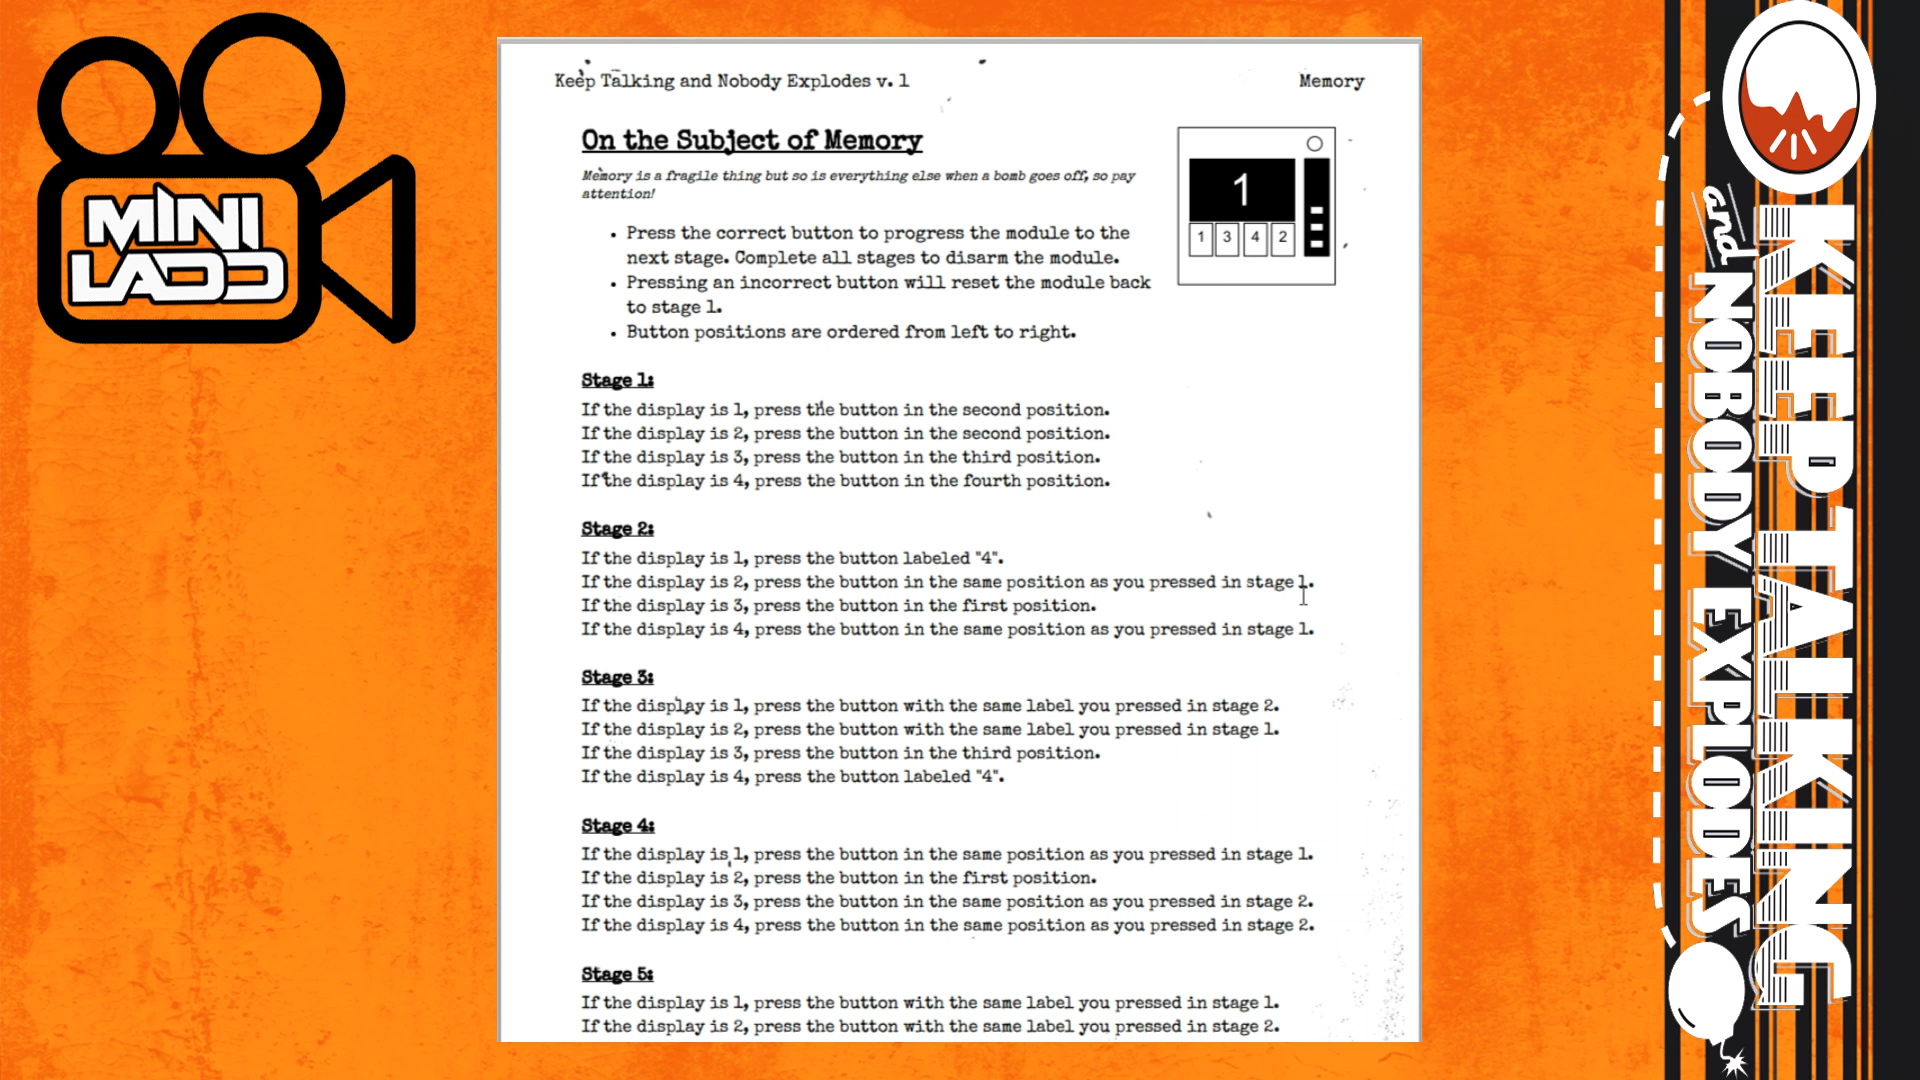 MINI
LADD
Keep Talking and Nobody Explodes v. 1
Memory
On the Subject of Memory
Memory is a fragile thing but so is everything else when a bomb goes off, so pay
attention!
• Press the correct button to progress the module to the
next stage. Complete all stages to disarm the module.
• Pressing an incorrect button will reset the module back
to stage 1.
• Button positions are ordered from left to right.
1
1 3 4 2
Stage 1:
If the display is 1, press the button in the second position.
If the display is 2, press the button in the second position.
If the display is 3, press the button in the third position.
If the display is 4, press the button in the fourth position.
Stage 2:
If the display is 1, press the button labeled "4".
If the display is 2, press the button in the same position as you pressed in stage 1.
If the display is 3, press the button in the first position.
If the display is 4, press the button in the same position as you pressed in stage 1.
Stage 3:
If the display is 1, press the button with the same label you pressed in stage 2.
If the display is 2, press the button with the same label you pressed in stage 1.
If the display is 3, press the button in the third position.
If the display is 4, press the button labeled "4".
Stage 4:
If the display is 1, press the button in the same position as you pressed in stage 1.
If the display is 2, press the button in the first position.
If the display is 3, press the button in the same position as you pressed in stage 2.
If the display is 4, press the button in the same position as you pressed in stage 2.
Stage 5:
If the display is 1, press the button with the same label you pressed in stage 1.
If the display is 2, press the button with the same label you pressed in stage 2.
KEEP TALKING
and NOBODY EXPLODES